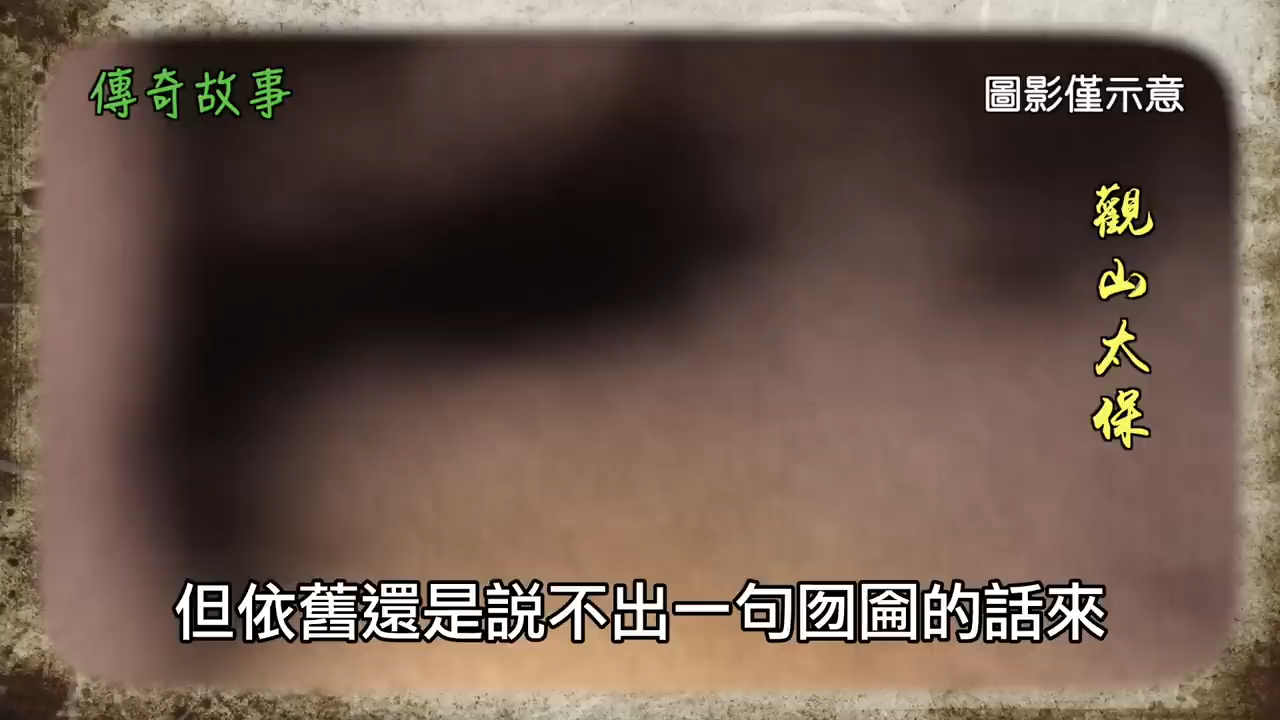 傳奇故事
圖影僅示意
觀山太保
但依舊還是説不出一句囫圇的話來